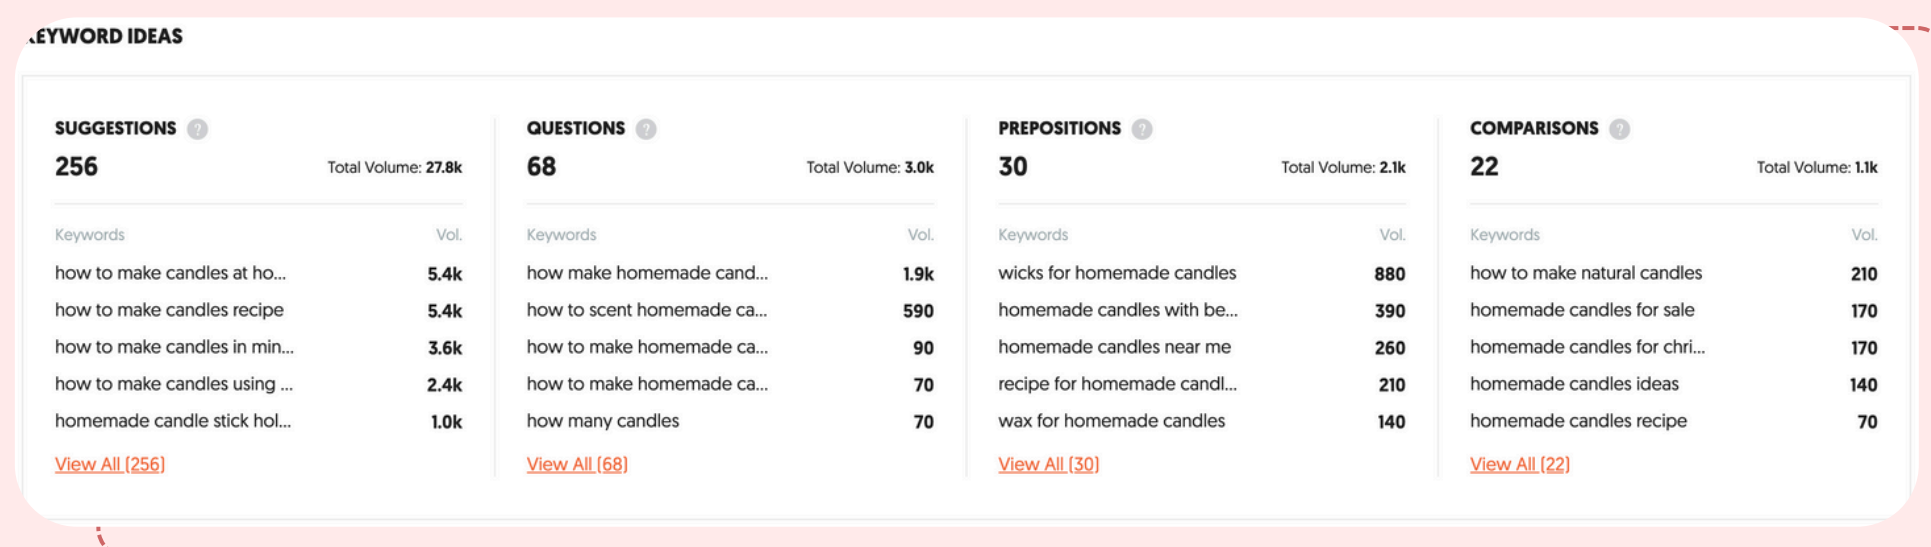 KEYWORD IDEAS
SUGGESTIONS ?
256 Total Volume: 27.8k
Keywords Vol.
how to make candles at ho... 5.4k
how to make candles recipe 5.4k
how to make candles in min... 3.6k
how to make candles using ... 2.4k
homemade candle stick hol... 1.0k
View All (256)
QUESTIONS ?
68 Total Volume: 3.0k
Keywords Vol.
how make homemade cand... 1.9k
how to scent homemade ca... 590
how to make homemade ca... 90
how to make homemade ca... 70
how many candles 70
View All (68)
PREPOSITIONS ?
30 Total Volume: 2.1k
Keywords Vol.
wicks for homemade candles 880
homemade candles with be... 390
homemade candles near me 260
recipe for homemade candl... 210
wax for homemade candles 140
View All (30)
COMPARISONS ?
22 Total Volume: 1.1k
Keywords Vol.
how to make natural candles 210
homemade candles for sale 170
homemade candles for chri... 170
homemade candles ideas 140
homemade candles recipe 70
View All (22)